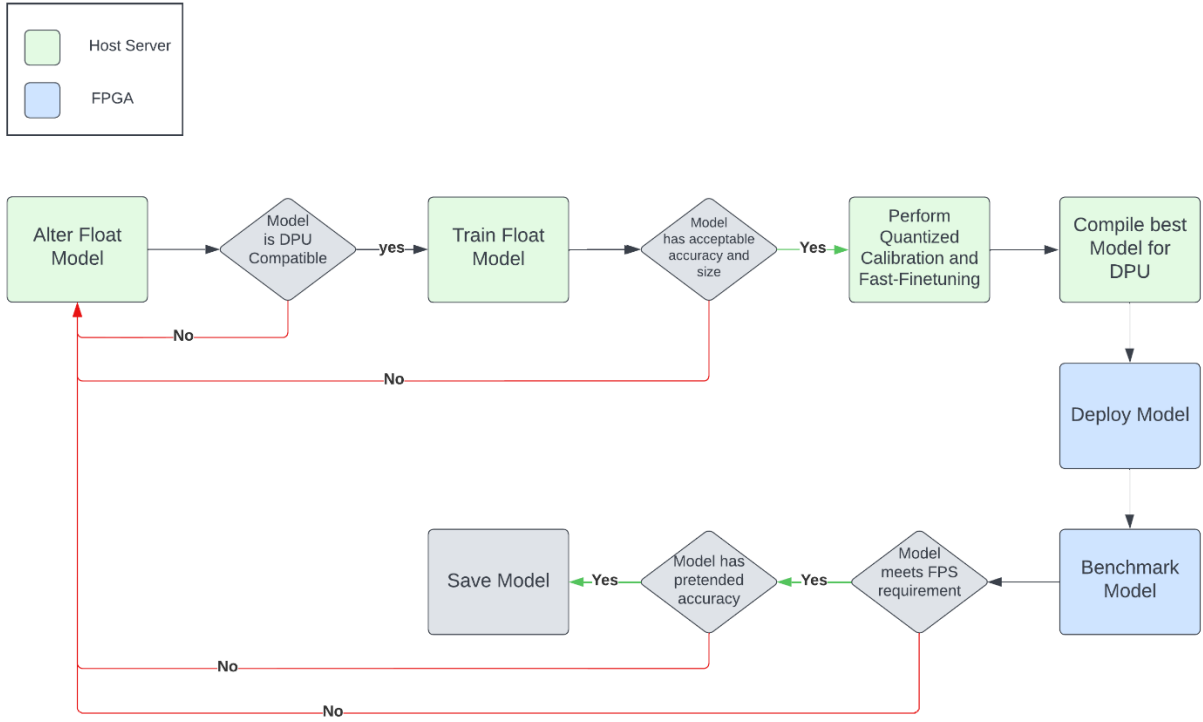 Host Server
FPGA
Alter Float
Model
Model
is DPU
Compatible
yes
Train Float
Model
Model
has acceptable
accuracy and
size
Yes
Perform
Quantized
Calibration and
Fast-Finetuning
Compile best
Model for
DPU
No
No
Deploy Model
Save Model
Yes
Model has
pretended
accuracy
Yes
Model
meets FPS
requirement
Benchmark
Model
No
No